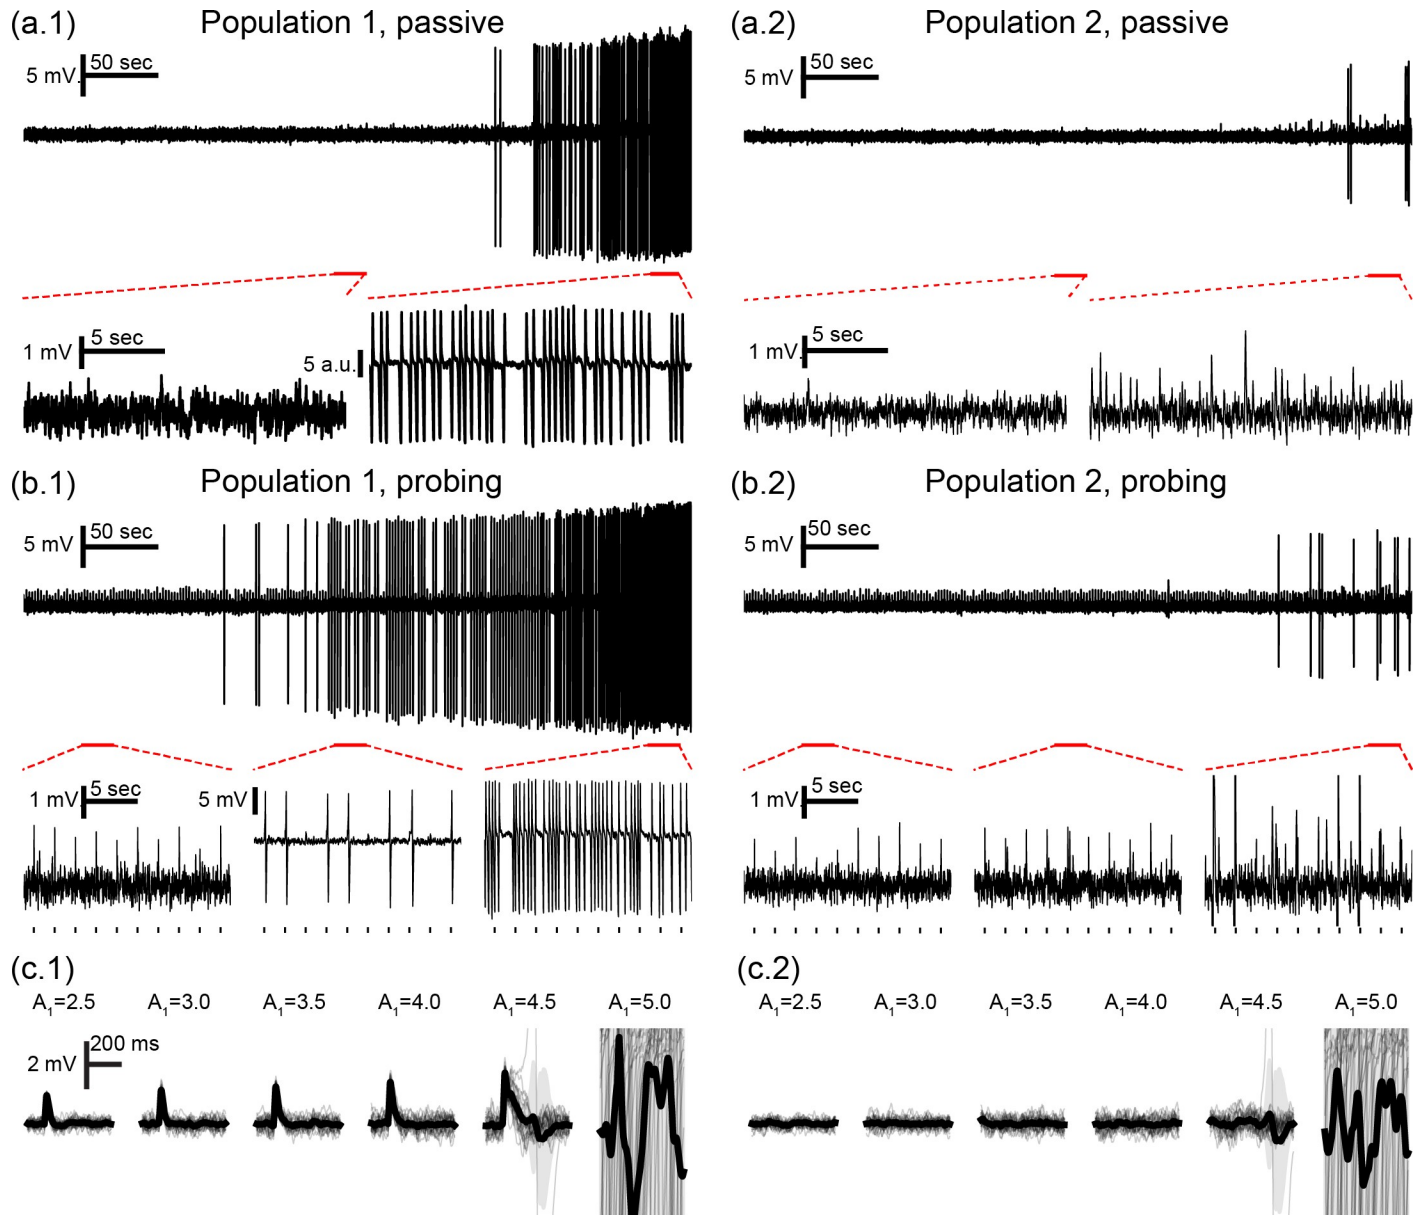 (a.1) Population 1, passive
5 mV 50 sec
1 mV 5 sec
5 a.u.
(a.2) Population 2, passive
5 mV 50 sec
1 mV 5 sec
(b.1) Population 1, probing
5 mV 50 sec
1 mV 5 sec
5 mV
(b.2) Population 2, probing
5 mV 50 sec
1 mV 5 sec
(c.1)
A₁=2.5 A₁=3.0 A₁=3.5 A₁=4.0 A₁=4.5 A₁=5.0
2 mV 200 ms
(c.2)
A₁=2.5 A₁=3.0 A₁=3.5 A₁=4.0 A₁=4.5 A₁=5.0